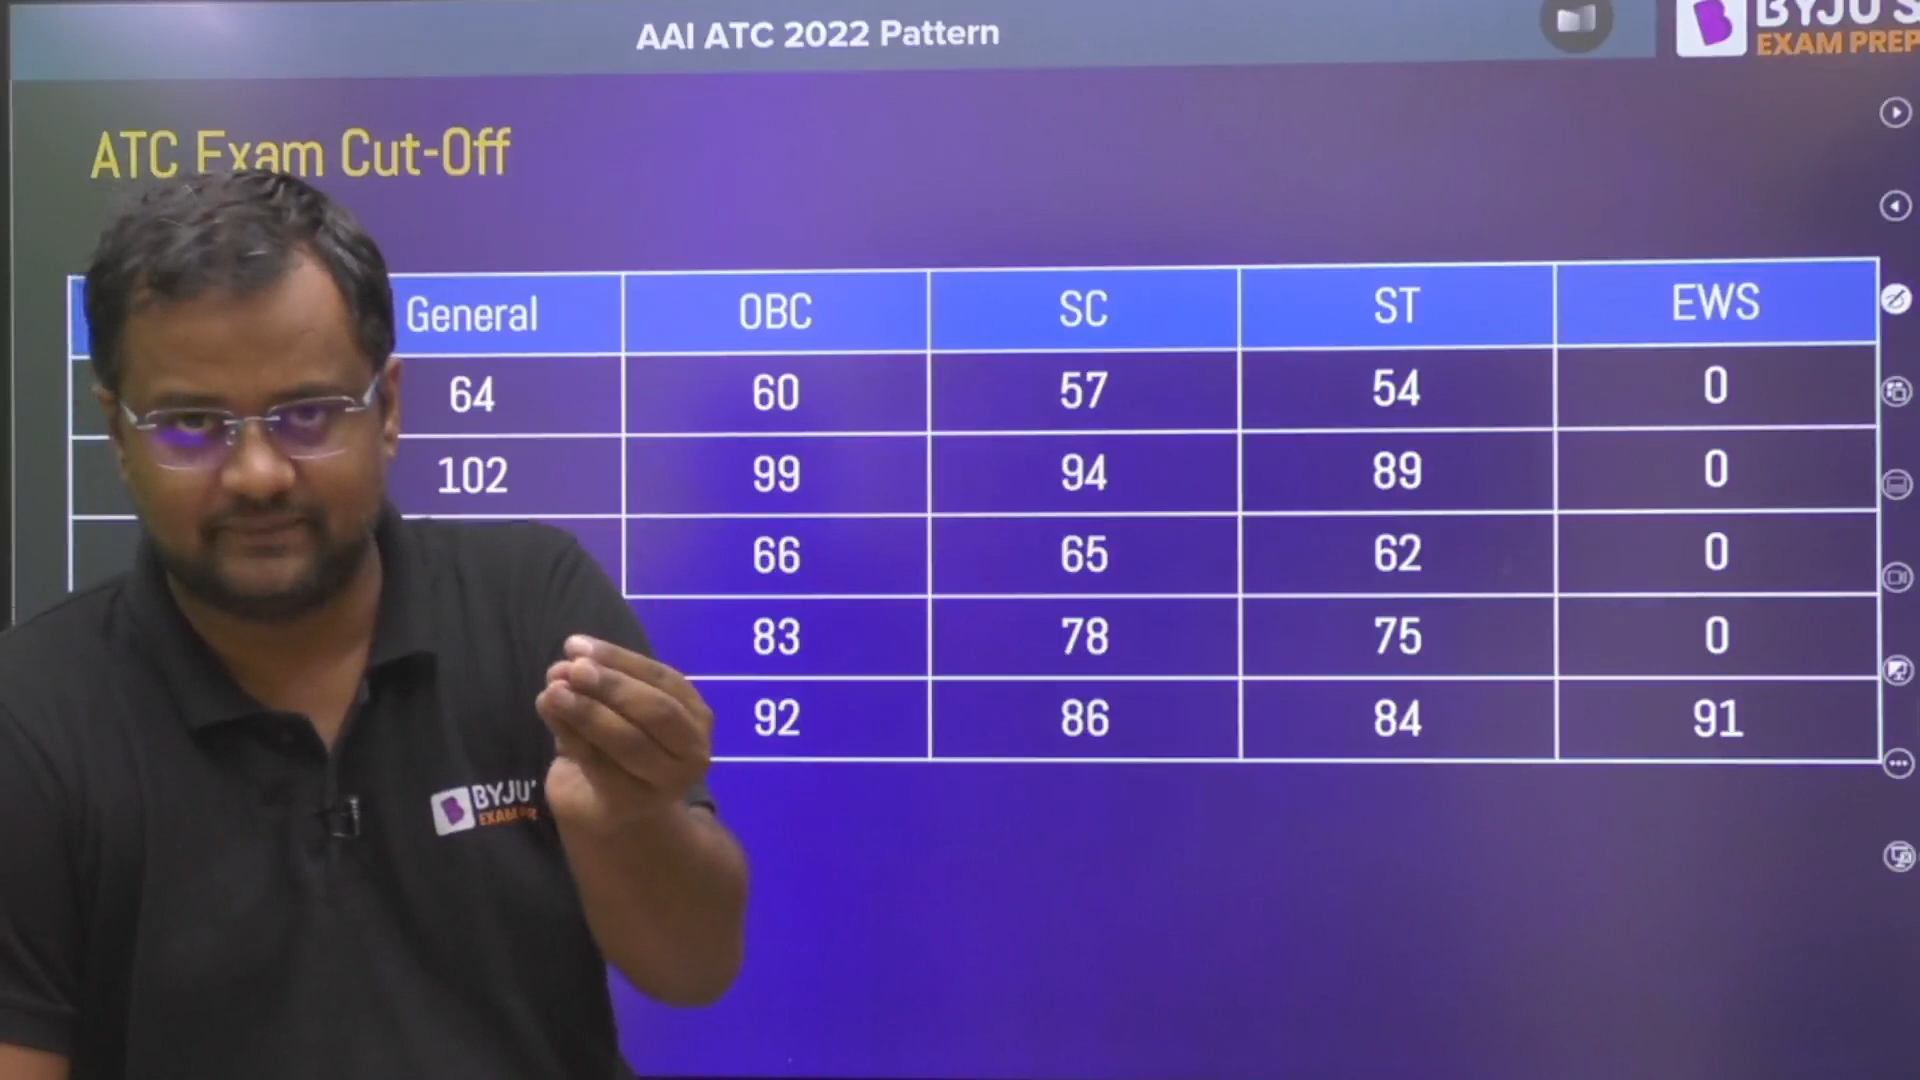 AAI ATC 2022 Pattern
BYJU'S
EXAM PREP
ATC Exam Cut-Off
General OBC SC ST EWS
64 60 57 54 0
102 99 94 89 0
66 65 62 0
83 78 75 0
92 86 84 91
BYJU'
EXAM